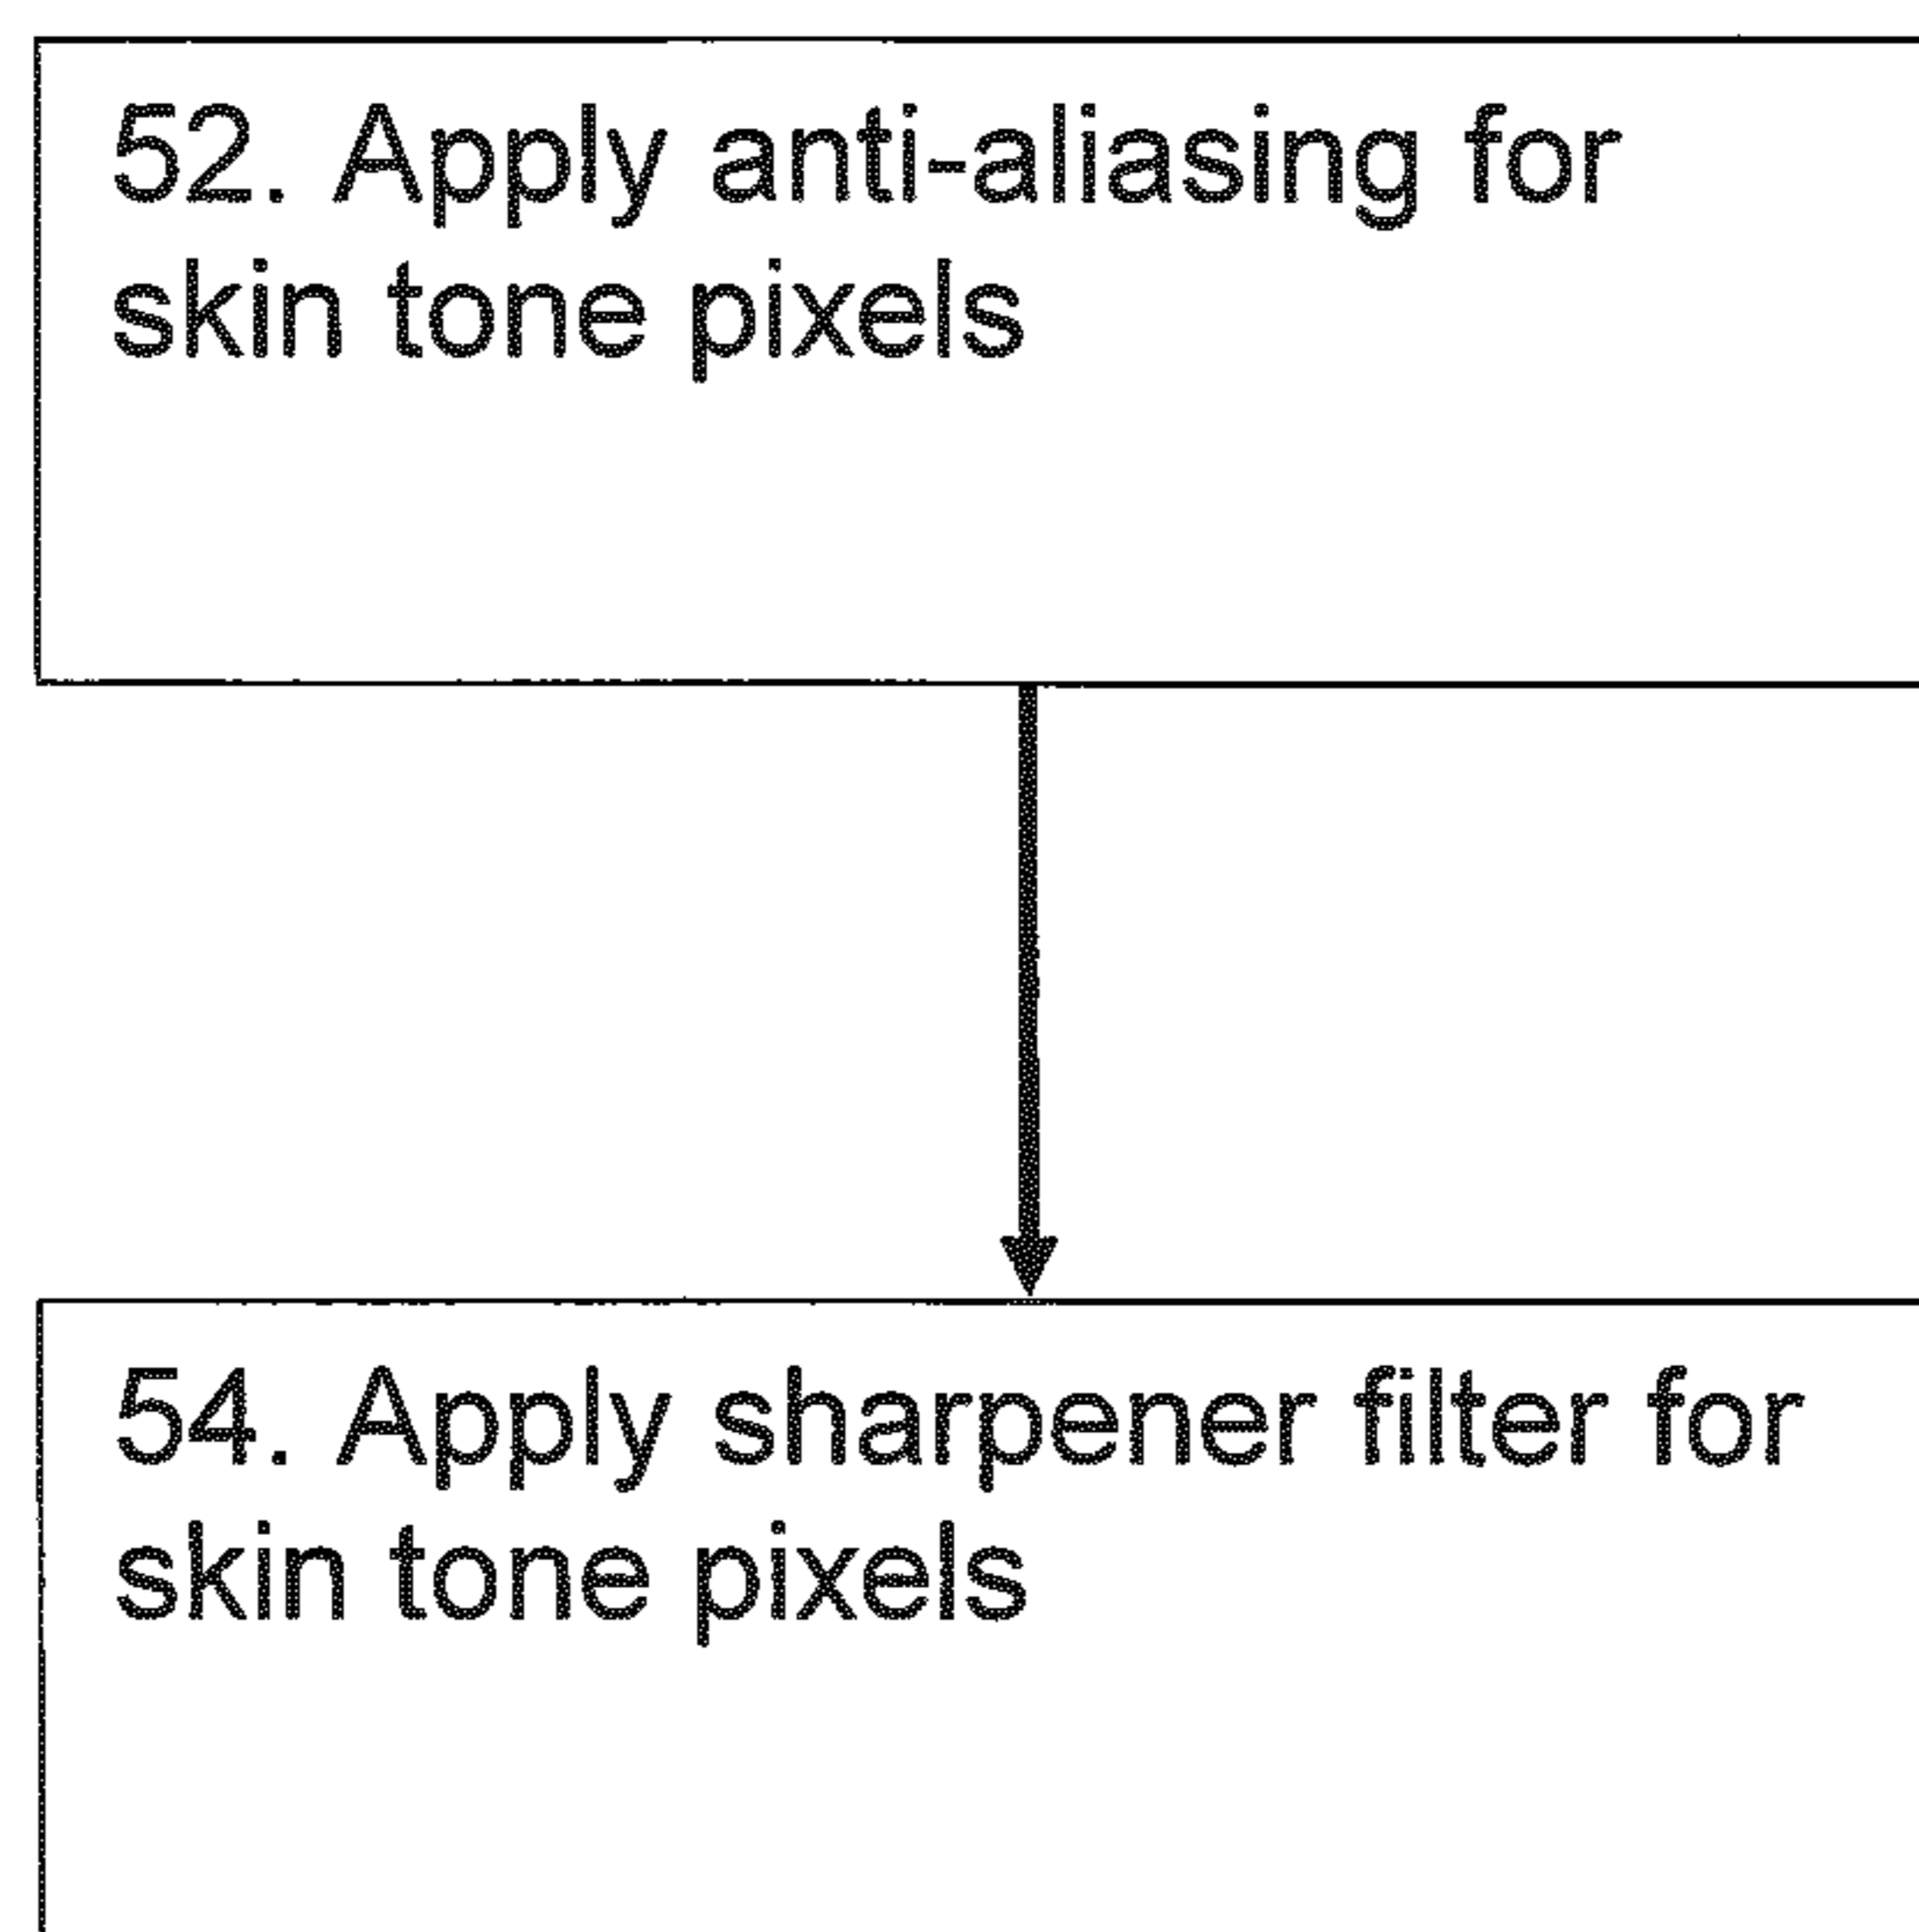 52. Apply anti-aliasing for
skin tone pixels
54. Apply sharpener filter for
skin tone pixels